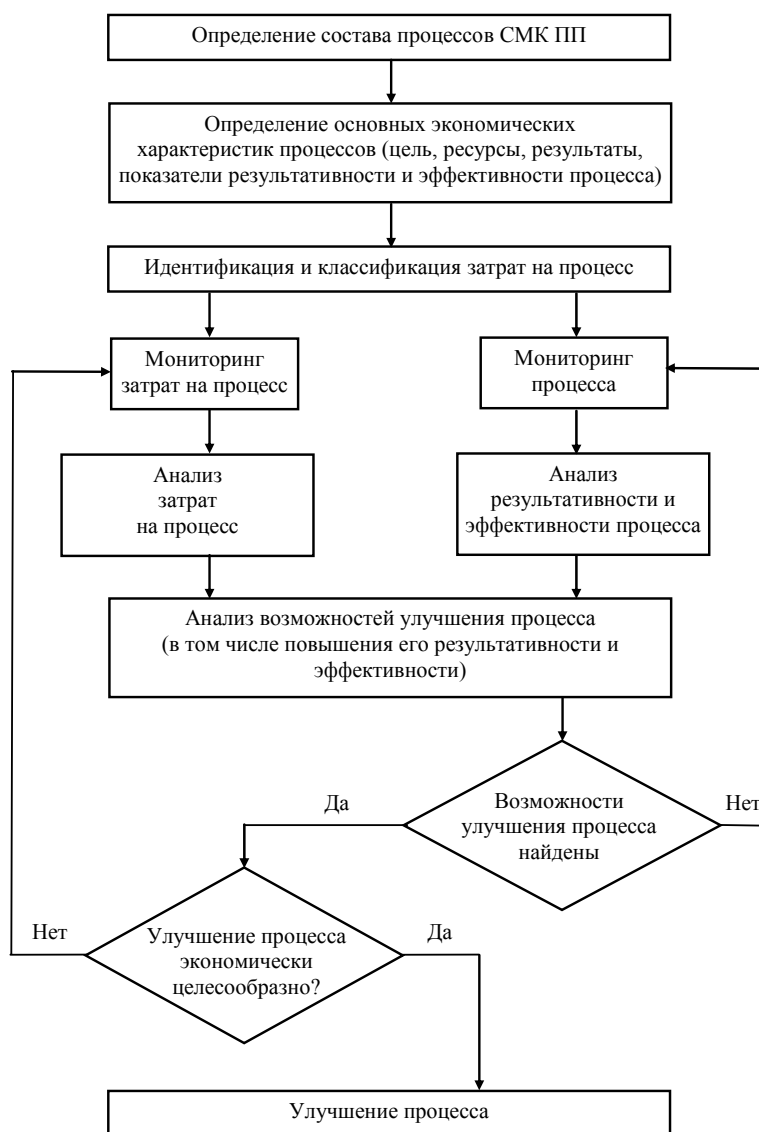 Определение состава процессов СМК ПП
Определение основных экономических
характеристик процессов (цель, ресурсы, результаты,
показатели результативности и эффективности процесса)
Идентификация и классификация затрат на процесс
Мониторинг
затрат на процесс
Мониторинг
процесса
Анализ
затрат
на процесс
Анализ
результативности и
эффективности процесса
Анализ возможностей улучшения процесса
(в том числе повышения его результативности и
эффективности)
Да
Возможности
улучшения процесса
найдены
Нет
Нет
Улучшение процесса
экономически
целесообразно?
Да
Улучшение процесса